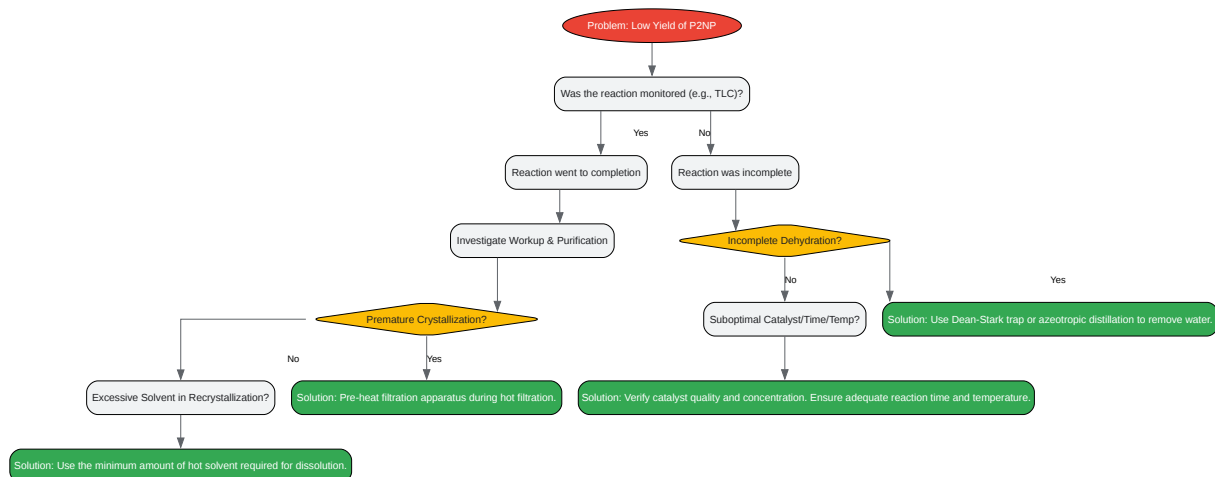 Problem: Low Yield of P2NP
Was the reaction monitored (e.g., TLC)?
Yes
No
Reaction went to completion
Reaction was incomplete
Investigate Workup & Purification
Incomplete Dehydration?
No
Yes
Premature Crystallization?
Suboptimal Catalyst/Time/Temp?
Solution: Use Dean-Stark trap or azeotropic distillation to remove water.
No
Yes
Excessive Solvent in Recrystallization?
Solution: Pre-heat filtration apparatus during hot filtration.
Solution: Verify catalyst quality and concentration. Ensure adequate reaction time and temperature.
Solution: Use the minimum amount of hot solvent required for dissolution.